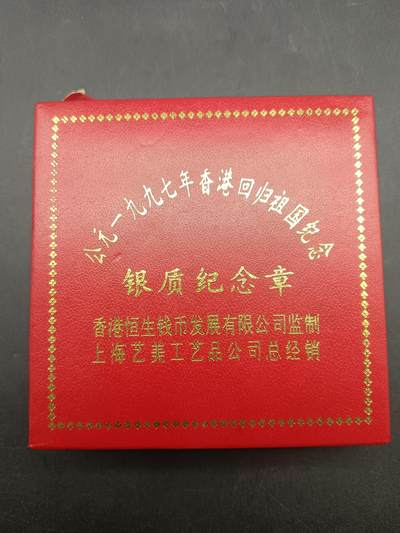 公元一九九七年香港回归祖国纪念
银质纪念章
香港恒生钱币发展有限公司监制
上海艺美工艺品公司总经销